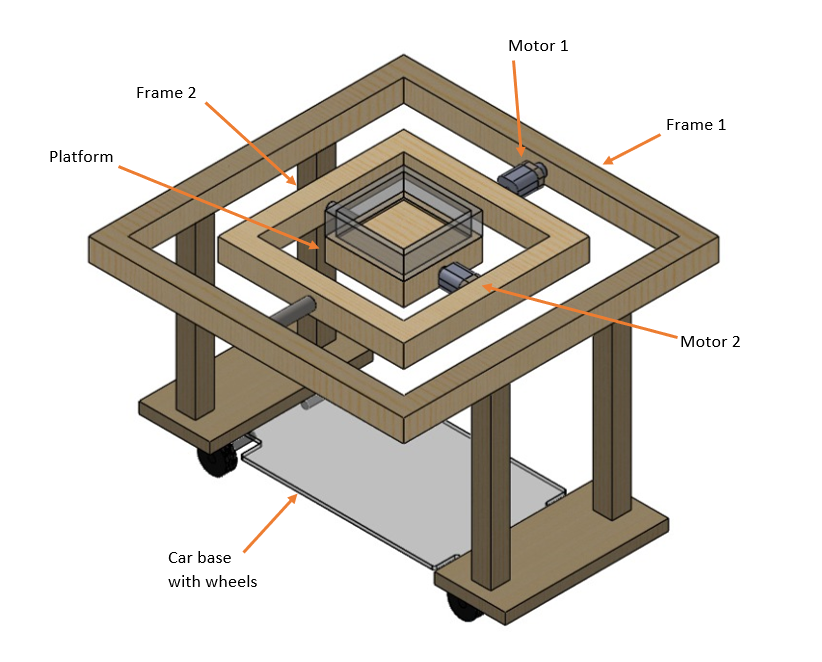 Motor 1
Frame 2
Frame 1
Platform
Motor 2
Car base
with wheels